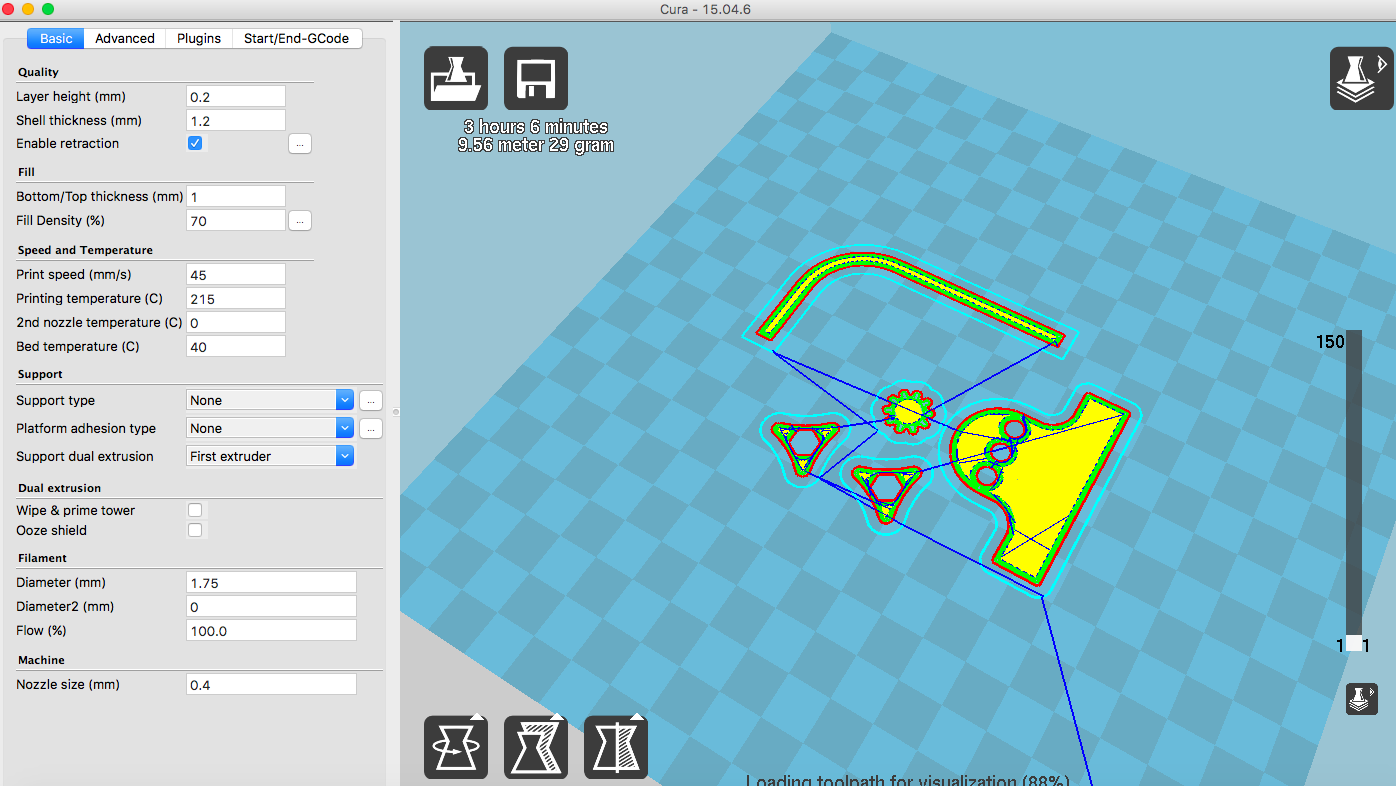 Cura - 15.04.6
Basic Advanced Plugins Start/End-GCode
Quality
Layer height (mm) 0.2
Shell thickness (mm) 1.2
Enable retraction ...
Fill
Bottom/Top thickness (mm) 1
Fill Density (%) 70 ...
Speed and Temperature
Print speed (mm/s) 45
Printing temperature (C) 215
2nd nozzle temperature (C) 0
Bed temperature (C) 40
Support
Support type None ...
Platform adhesion type None ...
Support dual extrusion First extruder
Dual extrusion
Wipe & prime tower
Ooze shield
Filament
Diameter (mm) 1.75
Diameter2 (mm) 0
Flow (%) 100.0
Machine
Nozzle size (mm) 0.4
3 hours 6 minutes
9.56 meter 29 gram
150
1 1
Loading toolpath for visualization (88%)